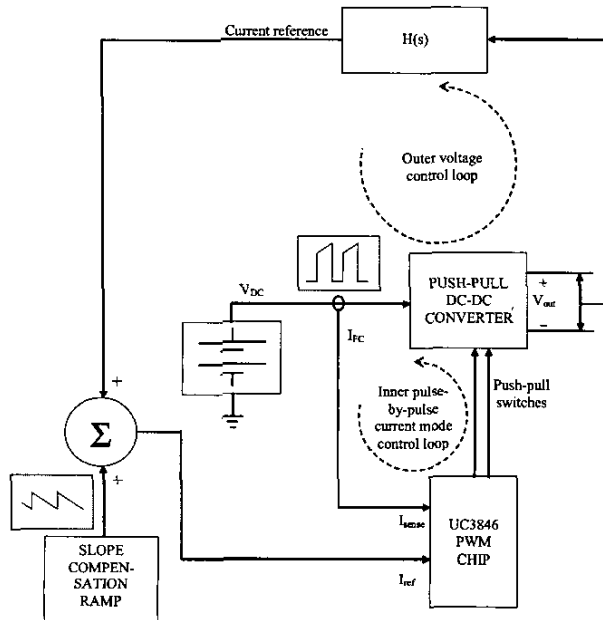 Current reference
H(s)
Outer voltage
control loop
V_DC
PUSH-PULL
DC-DC
CONVERTER
+
V_out
−
I_FC
Push-pull
switches
Inner pulse-
by-pulse
current mode
control loop
+
Σ
+
SLOPE
COMPEN-
SATION
RAMP
I_sense
I_ref
UC3846
PWM
CHIP